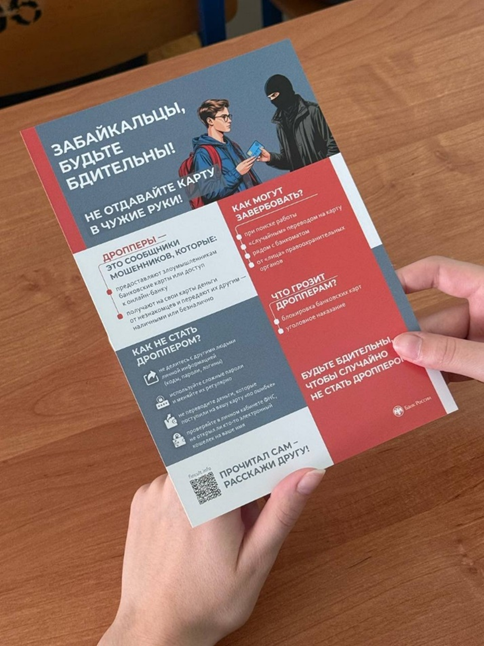 ЗАБАЙКАЛЬЦЫ,
БУДЬТЕ
БДИТЕЛЬНЫ!
НЕ ОТДАВАЙТЕ КАРТУ
В ЧУЖИЕ РУКИ!
ДРОППЕРЫ —
ЭТО СООБЩНИКИ
МОШЕННИКОВ, КОТОРЫЕ:
предоставляют злоумышленникам
банковские карты или доступ
к онлайн-банку
получают на свои карты деньги
от незнакомцев и передают их другим —
наличными или безналично
КАК МОГУТ
ЗАВЕРБОВАТЬ?
при поиске работы
«случайным» переводом на карту
рядом с банкоматом
от «лица» правоохранительных
органов
ЧТО ГРОЗИТ
ДРОППЕРАМ?
блокировка банковских карт
уголовное наказание
КАК НЕ СТАТЬ
ДРОППЕРОМ?
не делитесь с другими людьми
личной информацией
(коды, пароли, логины)
используйте сложные пароли
и меняйте их регулярно
не переводите деньги, которые
поступили на вашу карту «по ошибке»
проверяйте в личном кабинете ФНС,
не открыл ли кто-то электронный
кошелек на ваше имя
БУДЬТЕ БДИТЕЛЬНЫ,
ЧТОБЫ СЛУЧАЙНО
НЕ СТАТЬ ДРОППЕРОМ
Банк России
fincult.info
ПРОЧИТАЛ САМ –
РАССКАЖИ ДРУГУ!